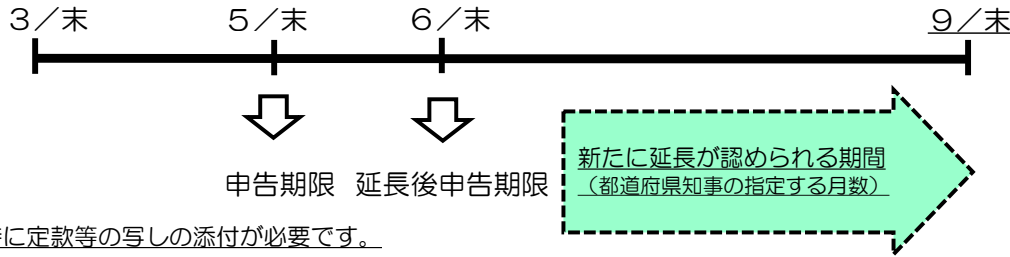 3／末 5／末 6／末 9／末
申告期限 延長後申告期限
新たに延長が認められる期間
（都道府県知事の指定する月数）
に定款等の写しの添付が必要です。